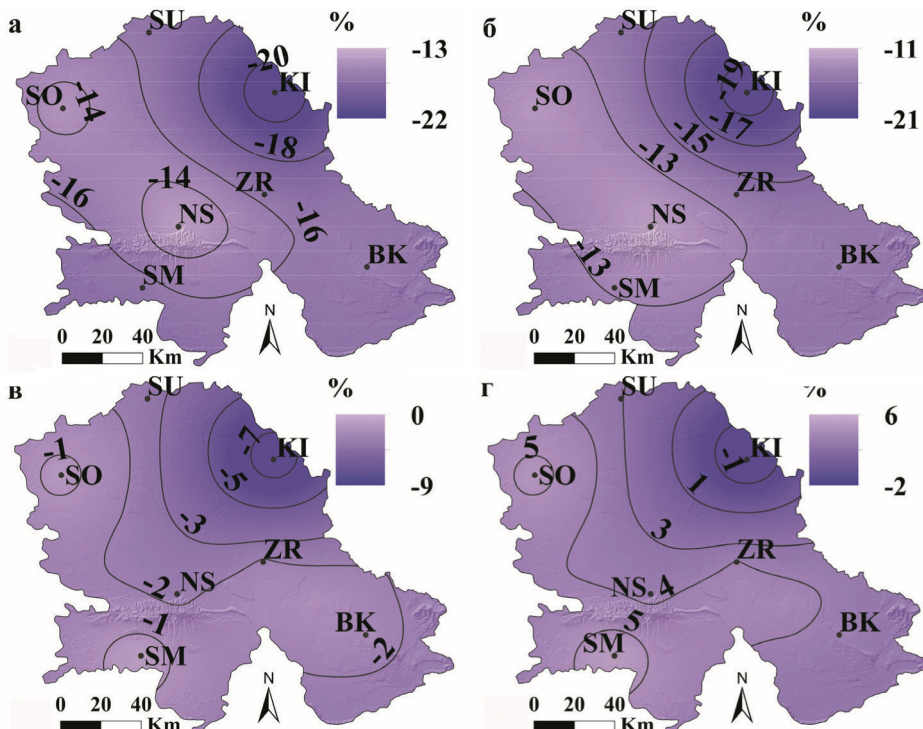 а
SU
%
-13
-22
-20
KI
SO
-14
-18
-16
-14
ZR
NS
-16
BK
SM
N
0 20 40
Km
б
SU
%
-11
-21
-19
KI
SO
-17
-15
-13
ZR
NS
BK
-13
SM
N
0 20 40
Km
в
SU
%
0
-9
-1
SO
-7
KI
-5
-3
ZR
-2
NS
-1
BK
-2
SM
N
0 20 40
Km
г
SU
%
6
-2
5
SO
-1
KI
1
3
ZR
NS
4
5
BK
SM
N
0 20 40
Km